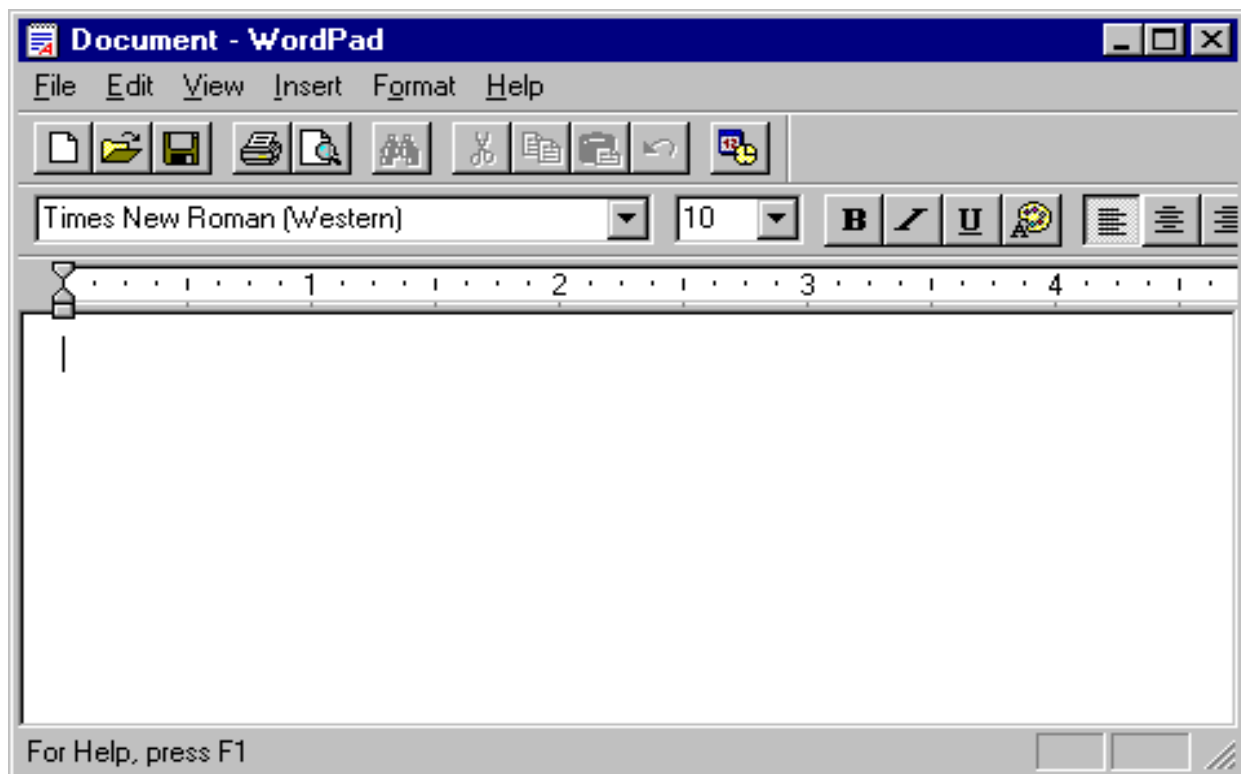 Document - WordPad
File Edit View Insert Format Help
12
Times New Roman (Western) 10 B I U A
1 2 3 4
For Help, press F1